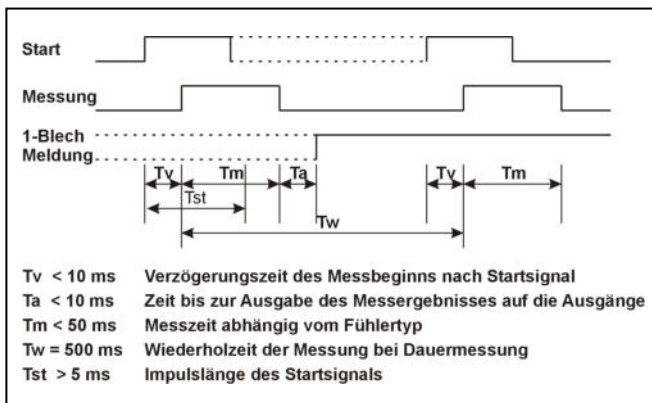 Start
Messung
1-Blech
Meldung
Tv Tm Ta Tv Tm
Tst
Tw
Tv < 10 ms Verzögerungszeit des Messbeginns nach Startsignal
Ta < 10 ms Zeit bis zur Ausgabe des Messergebnisses auf die Ausgänge
Tm < 50 ms Messzeit abhängig vom Fühlertyp
Tw = 500 ms Wiederholzeit der Messung bei Dauermessung
Tst > 5 ms Impulslänge des Startsignals